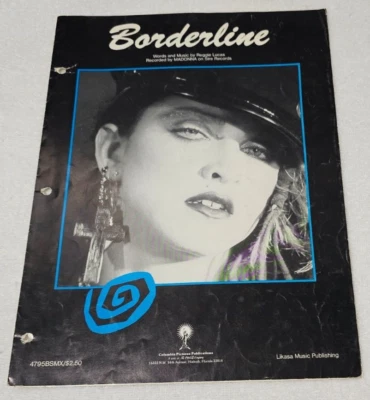 Borderline
Words and Music by Reggie Lucas
Recorded by MADONNA on Sire Records
Columbia Pictures Publications
4795BSMX/$2.50
Likasa Music Publishing